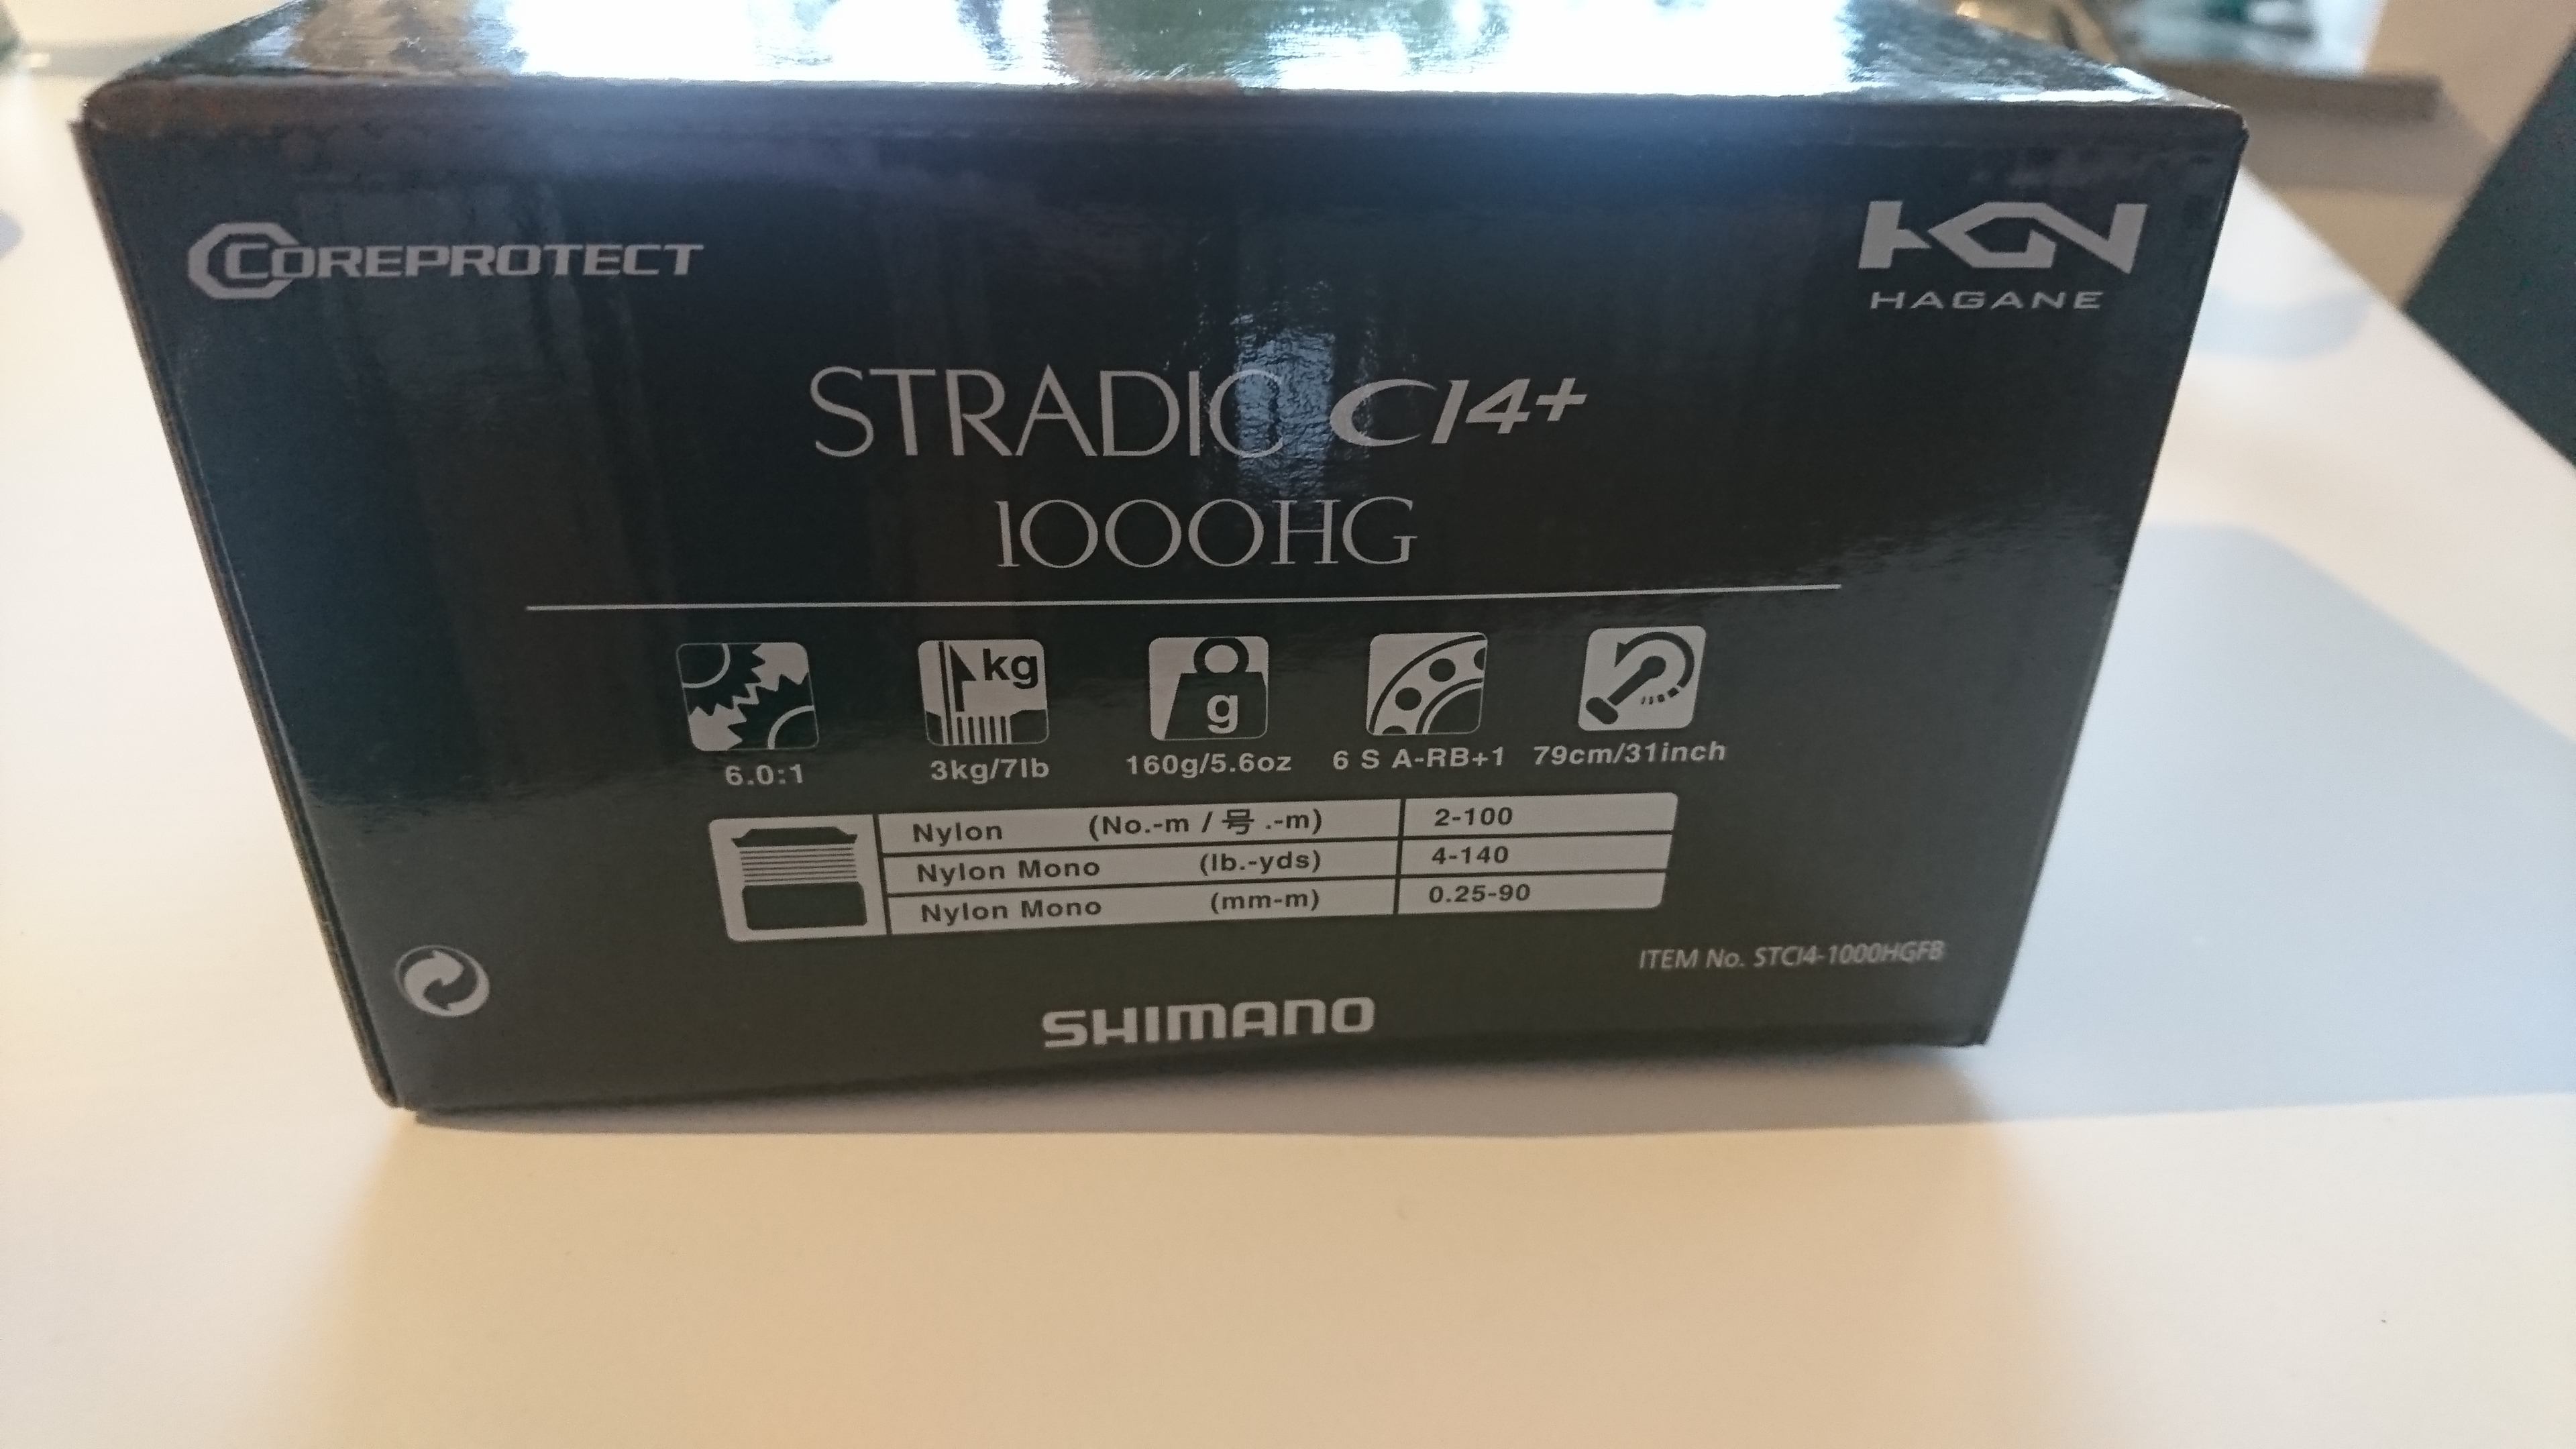 COREPROTECT
HGN
HAGANE
STRADIC CI4+
1000HG
kg
g
6.0:1 3kg/7lb 160g/5.6oz 6 S A-RB+1 79cm/31inch
Nylon (No.-m / 号 .-m) 2-100
Nylon Mono (lb.-yds) 4-140
Nylon Mono (mm-m) 0.25-90
ITEM No. STCI4-1000HGFB
SHIMANO